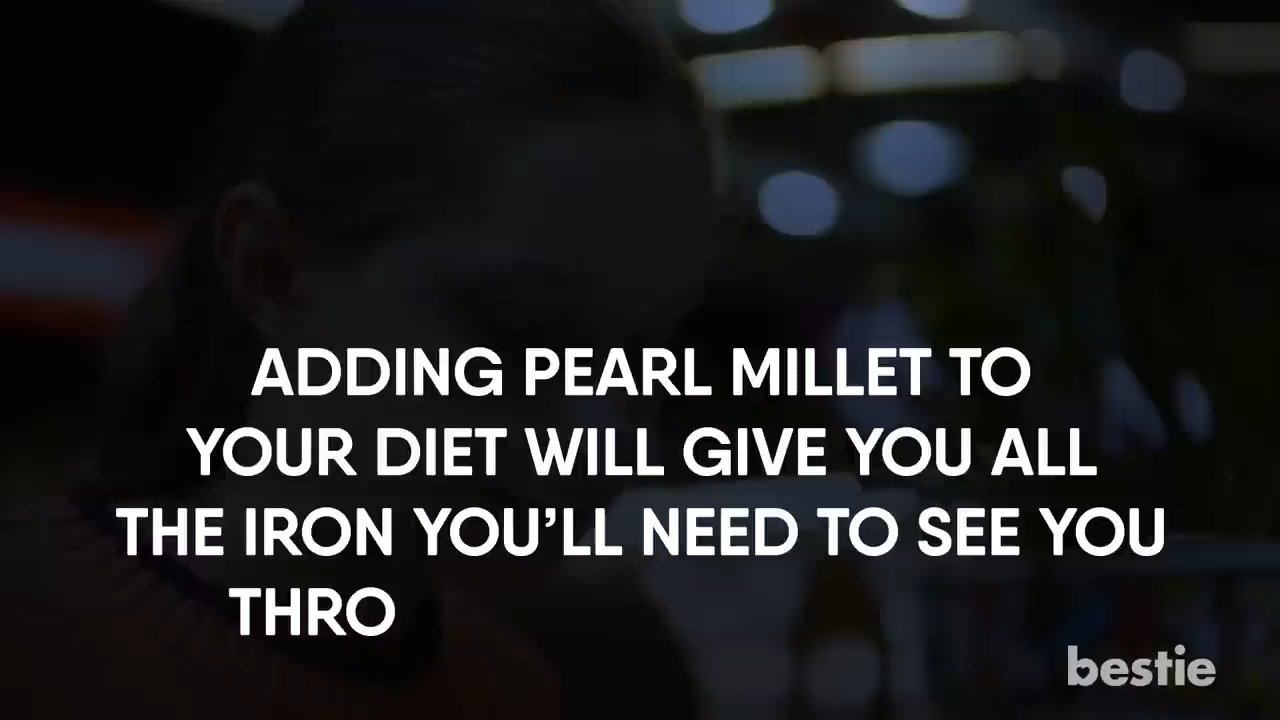 ADDING PEARL MILLET TO
YOUR DIET WILL GIVE YOU ALL
THE IRON YOU’LL NEED TO SEE YOU
THRO
bestie